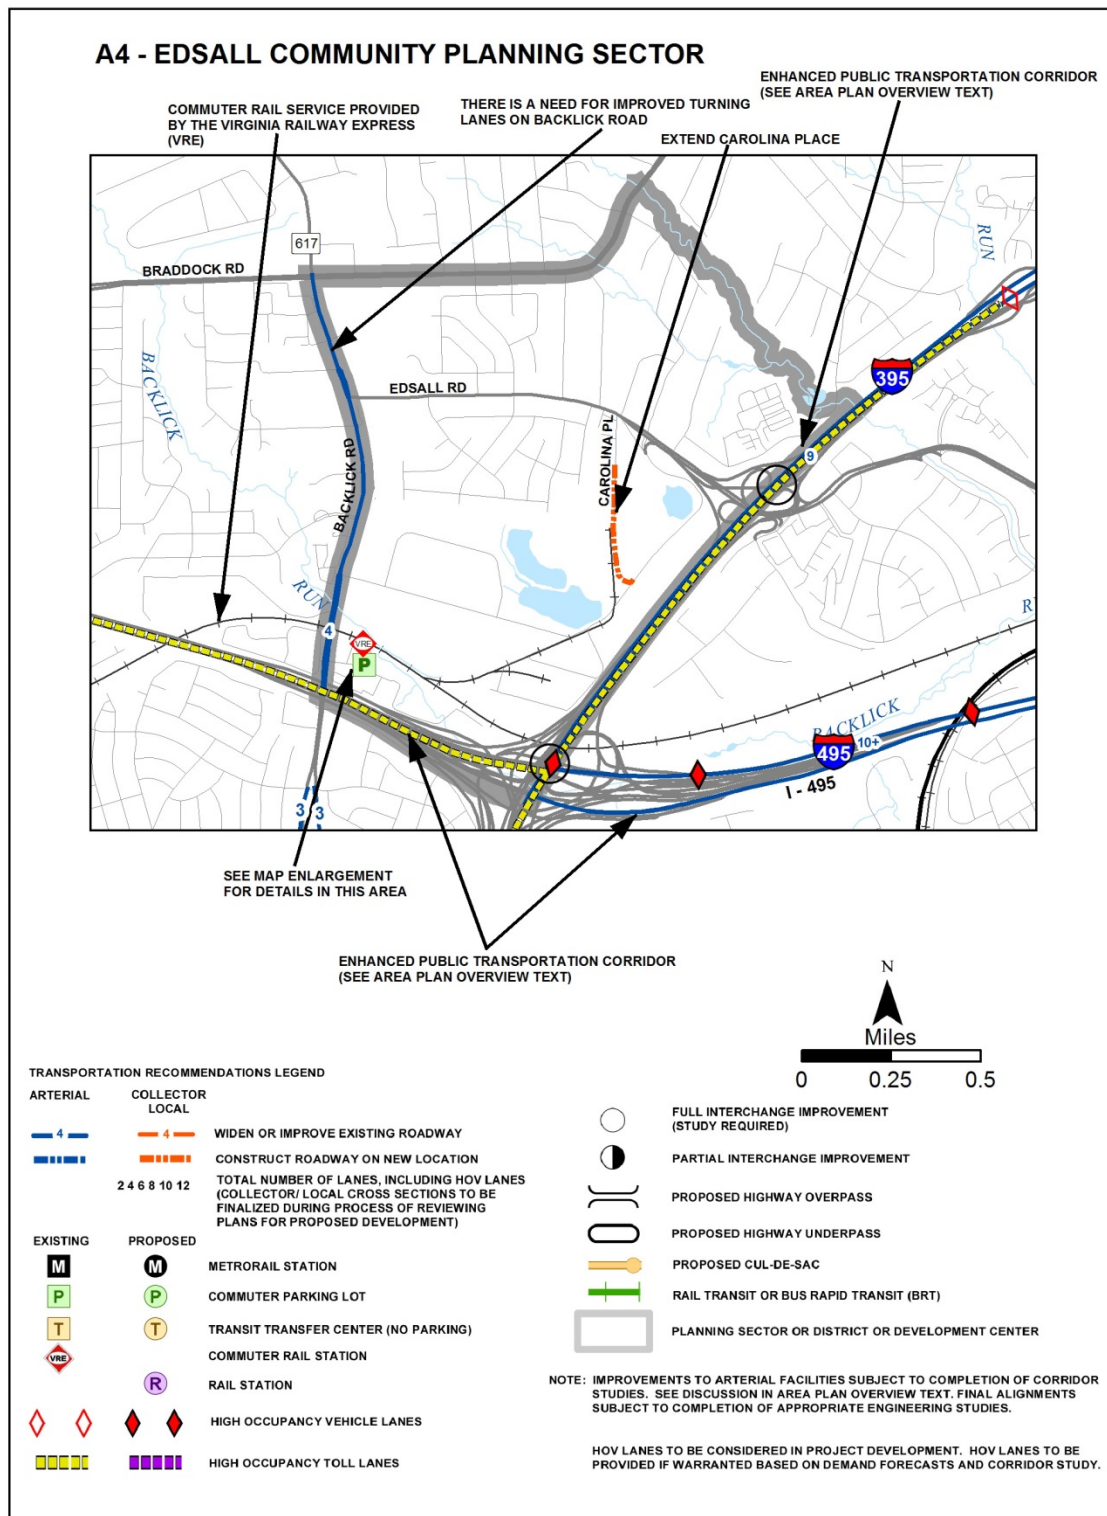 A4 - EDSALL COMMUNITY PLANNING SECTOR
ENHANCED PUBLIC TRANSPORTATION CORRIDOR
(SEE AREA PLAN OVERVIEW TEXT)
COMMUTER RAIL SERVICE PROVIDED
BY THE VIRGINIA RAILWAY EXPRESS
(VRE)
THERE IS A NEED FOR IMPROVED TURNING
LANES ON BACKLICK ROAD
EXTEND CAROLINA PLACE
617
BRADDOCK RD
RUN
BACKLICK
EDSALL RD
395
BACKLICK RD
CAROLINA PL
9
RUN
4
VRE
P
R
BACKLICK
495
10+
I - 495
3 3
SEE MAP ENLARGEMENT
FOR DETAILS IN THIS AREA
ENHANCED PUBLIC TRANSPORTATION CORRIDOR
(SEE AREA PLAN OVERVIEW TEXT)
N
Miles
0 0.25 0.5
TRANSPORTATION RECOMMENDATIONS LEGEND
ARTERIAL COLLECTOR
LOCAL
4 4 WIDEN OR IMPROVE EXISTING ROADWAY
CONSTRUCT ROADWAY ON NEW LOCATION
2 4 6 8 10 12 TOTAL NUMBER OF LANES, INCLUDING HOV LANES
(COLLECTOR/ LOCAL CROSS SECTIONS TO BE
FINALIZED DURING PROCESS OF REVIEWING
PLANS FOR PROPOSED DEVELOPMENT)
EXISTING PROPOSED
M M METRORAIL STATION
P P COMMUTER PARKING LOT
T T TRANSIT TRANSFER CENTER (NO PARKING)
VRE COMMUTER RAIL STATION
R RAIL STATION
HIGH OCCUPANCY VEHICLE LANES
HIGH OCCUPANCY TOLL LANES
FULL INTERCHANGE IMPROVEMENT
(STUDY REQUIRED)
PARTIAL INTERCHANGE IMPROVEMENT
PROPOSED HIGHWAY OVERPASS
PROPOSED HIGHWAY UNDERPASS
PROPOSED CUL-DE-SAC
RAIL TRANSIT OR BUS RAPID TRANSIT (BRT)
PLANNING SECTOR OR DISTRICT OR DEVELOPMENT CENTER
NOTE: IMPROVEMENTS TO ARTERIAL FACILITIES SUBJECT TO COMPLETION OF CORRIDOR
STUDIES. SEE DISCUSSION IN AREA PLAN OVERVIEW TEXT. FINAL ALIGNMENTS
SUBJECT TO COMPLETION OF APPROPRIATE ENGINEERING STUDIES.
HOV LANES TO BE CONSIDERED IN PROJECT DEVELOPMENT. HOV LANES TO BE
PROVIDED IF WARRANTED BASED ON DEMAND FORECASTS AND CORRIDOR STUDY.